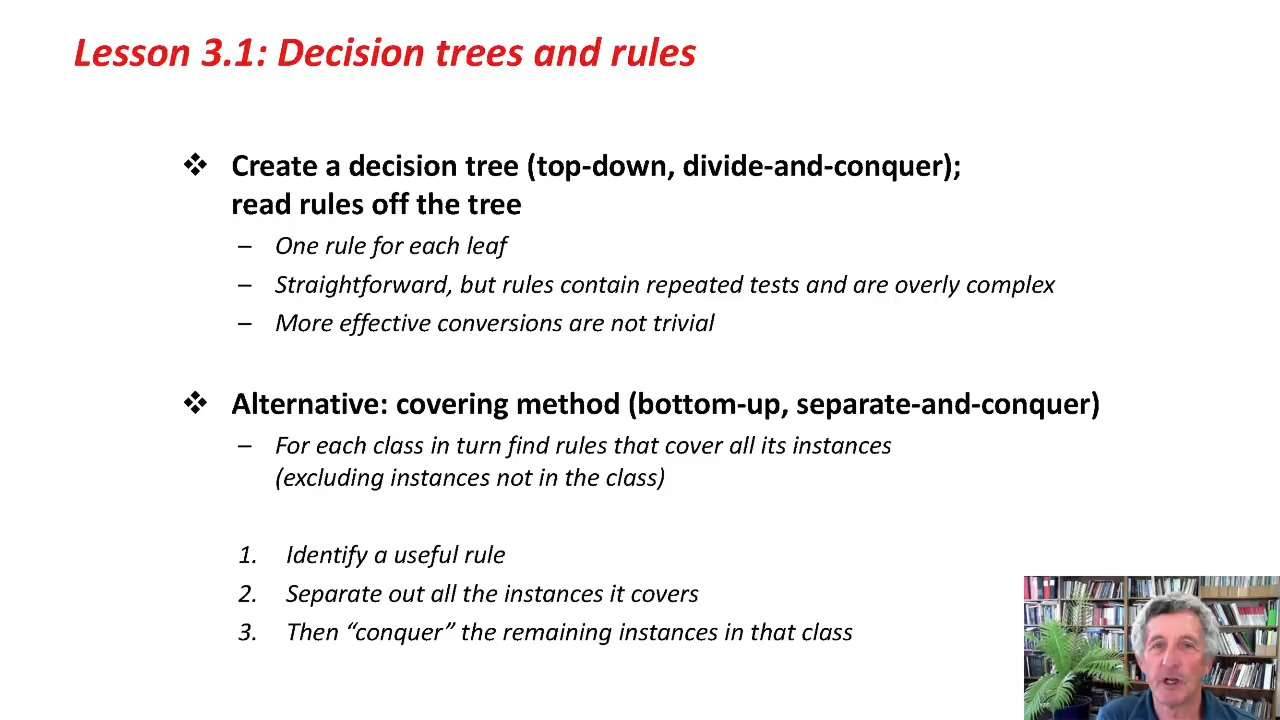 Lesson 3.1: Decision trees and rules
❖ Create a decision tree (top-down, divide-and-conquer);
read rules off the tree
– One rule for each leaf
– Straightforward, but rules contain repeated tests and are overly complex
– More effective conversions are not trivial
❖ Alternative: covering method (bottom-up, separate-and-conquer)
– For each class in turn find rules that cover all its instances
(excluding instances not in the class)
1. Identify a useful rule
2. Separate out all the instances it covers
3. Then “conquer” the remaining instances in that class